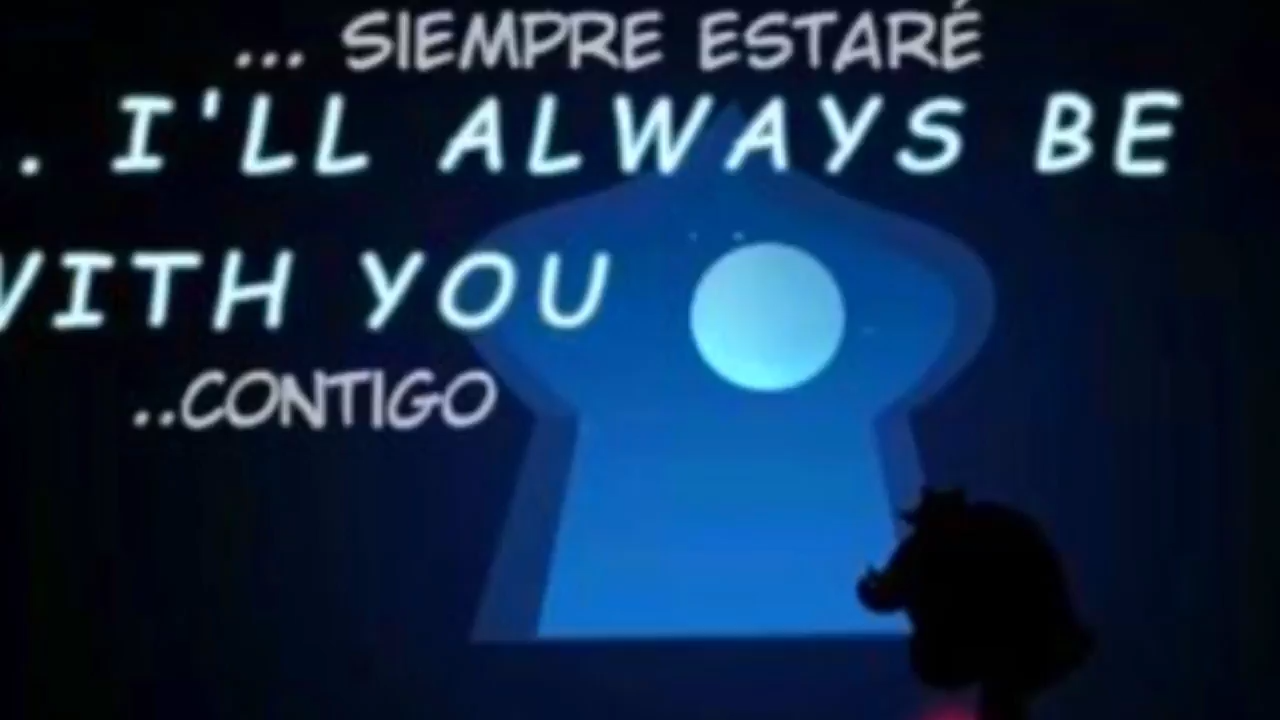 ... SIEMPRE ESTARÉ
.. I'LL ALWAYS BE
WITH YOU
..CONTIGO